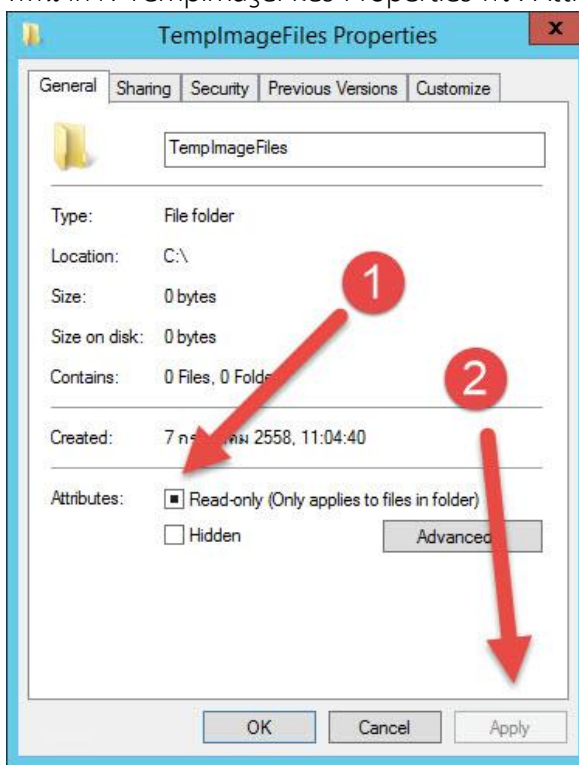 TempImageFiles Properties
x
General Sharing Security Previous Versions Customize
TempImageFiles
Type: File folder
Location: C:\
Size: 0 bytes
Size on disk: 0 bytes
Contains: 0 Files, 0
Created: 7 2558, 11:04:40
Attributes: Read-only (Only applies to files in folder)
Hidden
Advanced
OK Cancel Apply
1
2